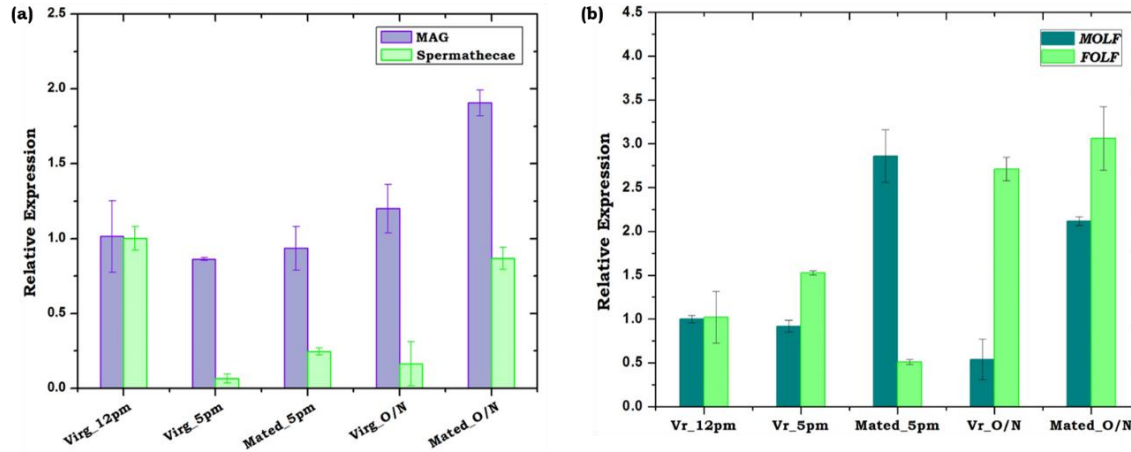 (a)
2.5
2.0
1.5
1.0
0.5
0.0
Relative Expression
MAG
Spermathecae
Virg_12pm
Virg_5pm
Mated_5pm
Virg_O/N
Mated_O/N
(b)
4.5
4.0
3.5
3.0
2.5
2.0
1.5
1.0
0.5
0.0
Relative Expression
MOLF
FOLF
Vr_12pm
Vr_5pm
Mated_5pm
Vr_O/N
Mated_O/N